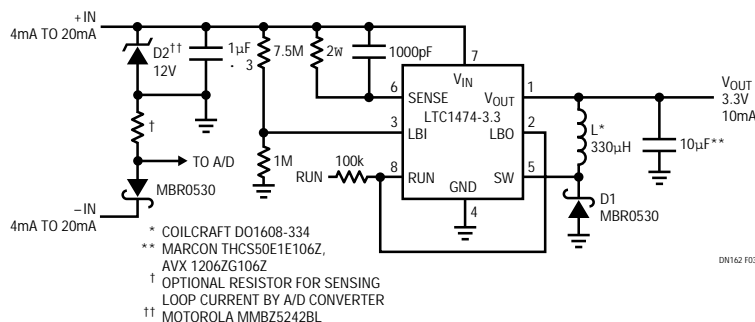 +IN
4mA TO 20mA
D2††
12V
1µF
· 3
7.5M
2w
1000pF
7
VIN
6
SENSE
VOUT
1
LTC1474-3.3
3
LBI
LBO
2
8
RUN
SW
5
GND
4
VOUT
3.3V
10mA
L*
330µH
10µF**
†
TO A/D
1M
100k
RUN
MBR0530
D1
MBR0530
–IN
4mA TO 20mA
* COILCRAFT DO1608-334
** MARCON THCS50E1E106Z,
AVX 1206ZG106Z
† OPTIONAL RESISTOR FOR SENSING
LOOP CURRENT BY A/D CONVERTER
†† MOTOROLA MMBZ5242BL
DN162 F03